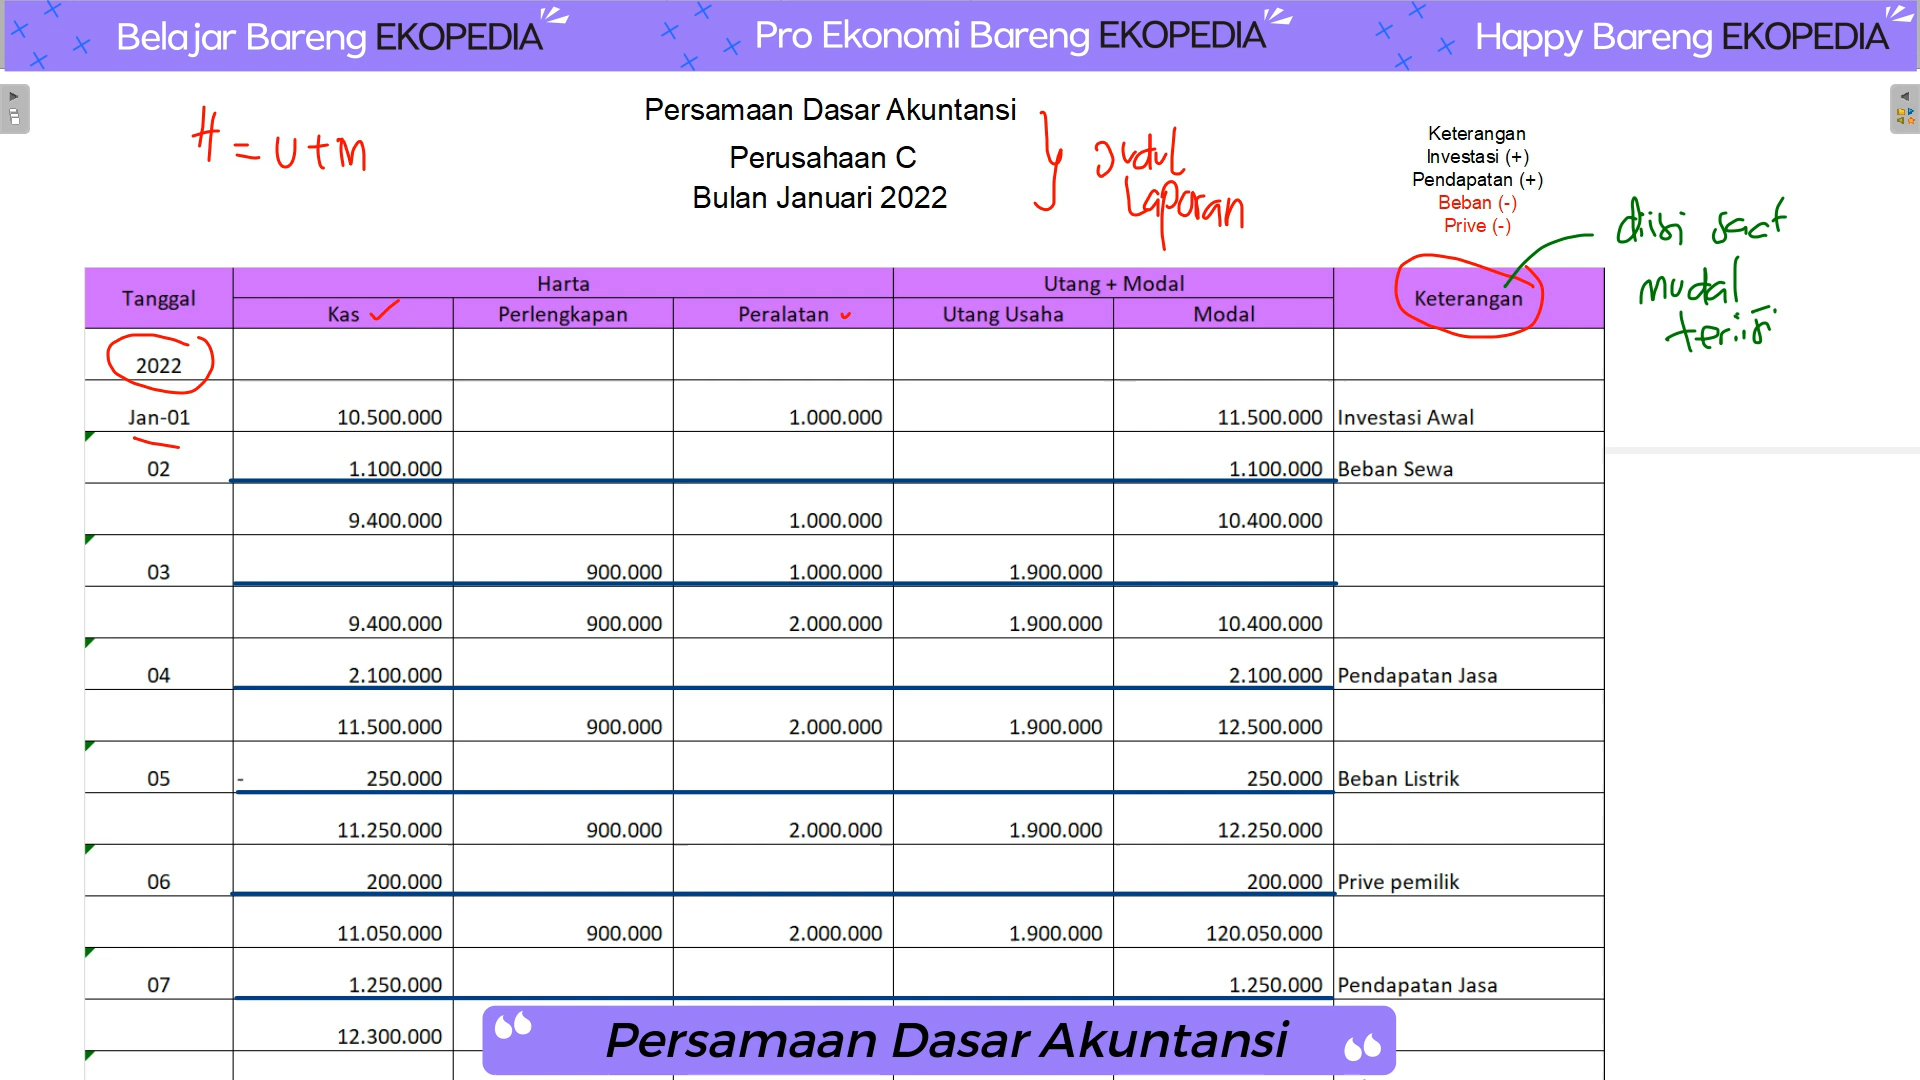 Belajar Bareng EKOPEDIA Pro Ekonomi Bareng EKOPEDIA Happy Bareng EKOPEDIA
H = U + M
Persamaan Dasar Akuntansi
Perusahaan C
Bulan Januari 2022
Judul
Laporan
Keterangan
Investasi (+)
Pendapatan (+)
Beban (-)
Prive (-)
diisi saat
modal
terisi
Tanggal Harta Utang + Modal Keterangan
Kas Perlengkapan Peralatan Utang Usaha Modal
2022
Jan-01 10.500.000 1.000.000 11.500.000 Investasi Awal
02 1.100.000 1.100.000 Beban Sewa
9.400.000 1.000.000 10.400.000
03 900.000 1.000.000 1.900.000
9.400.000 900.000 2.000.000 1.900.000 10.400.000
04 2.100.000 2.100.000 Pendapatan Jasa
11.500.000 900.000 2.000.000 1.900.000 12.500.000
05 - 250.000 250.000 Beban Listrik
11.250.000 900.000 2.000.000 1.900.000 12.250.000
06 200.000 200.000 Prive pemilik
11.050.000 900.000 2.000.000 1.900.000 120.050.000
07 1.250.000 1.250.000 Pendapatan Jasa
12.300.000
Persamaan Dasar Akuntansi